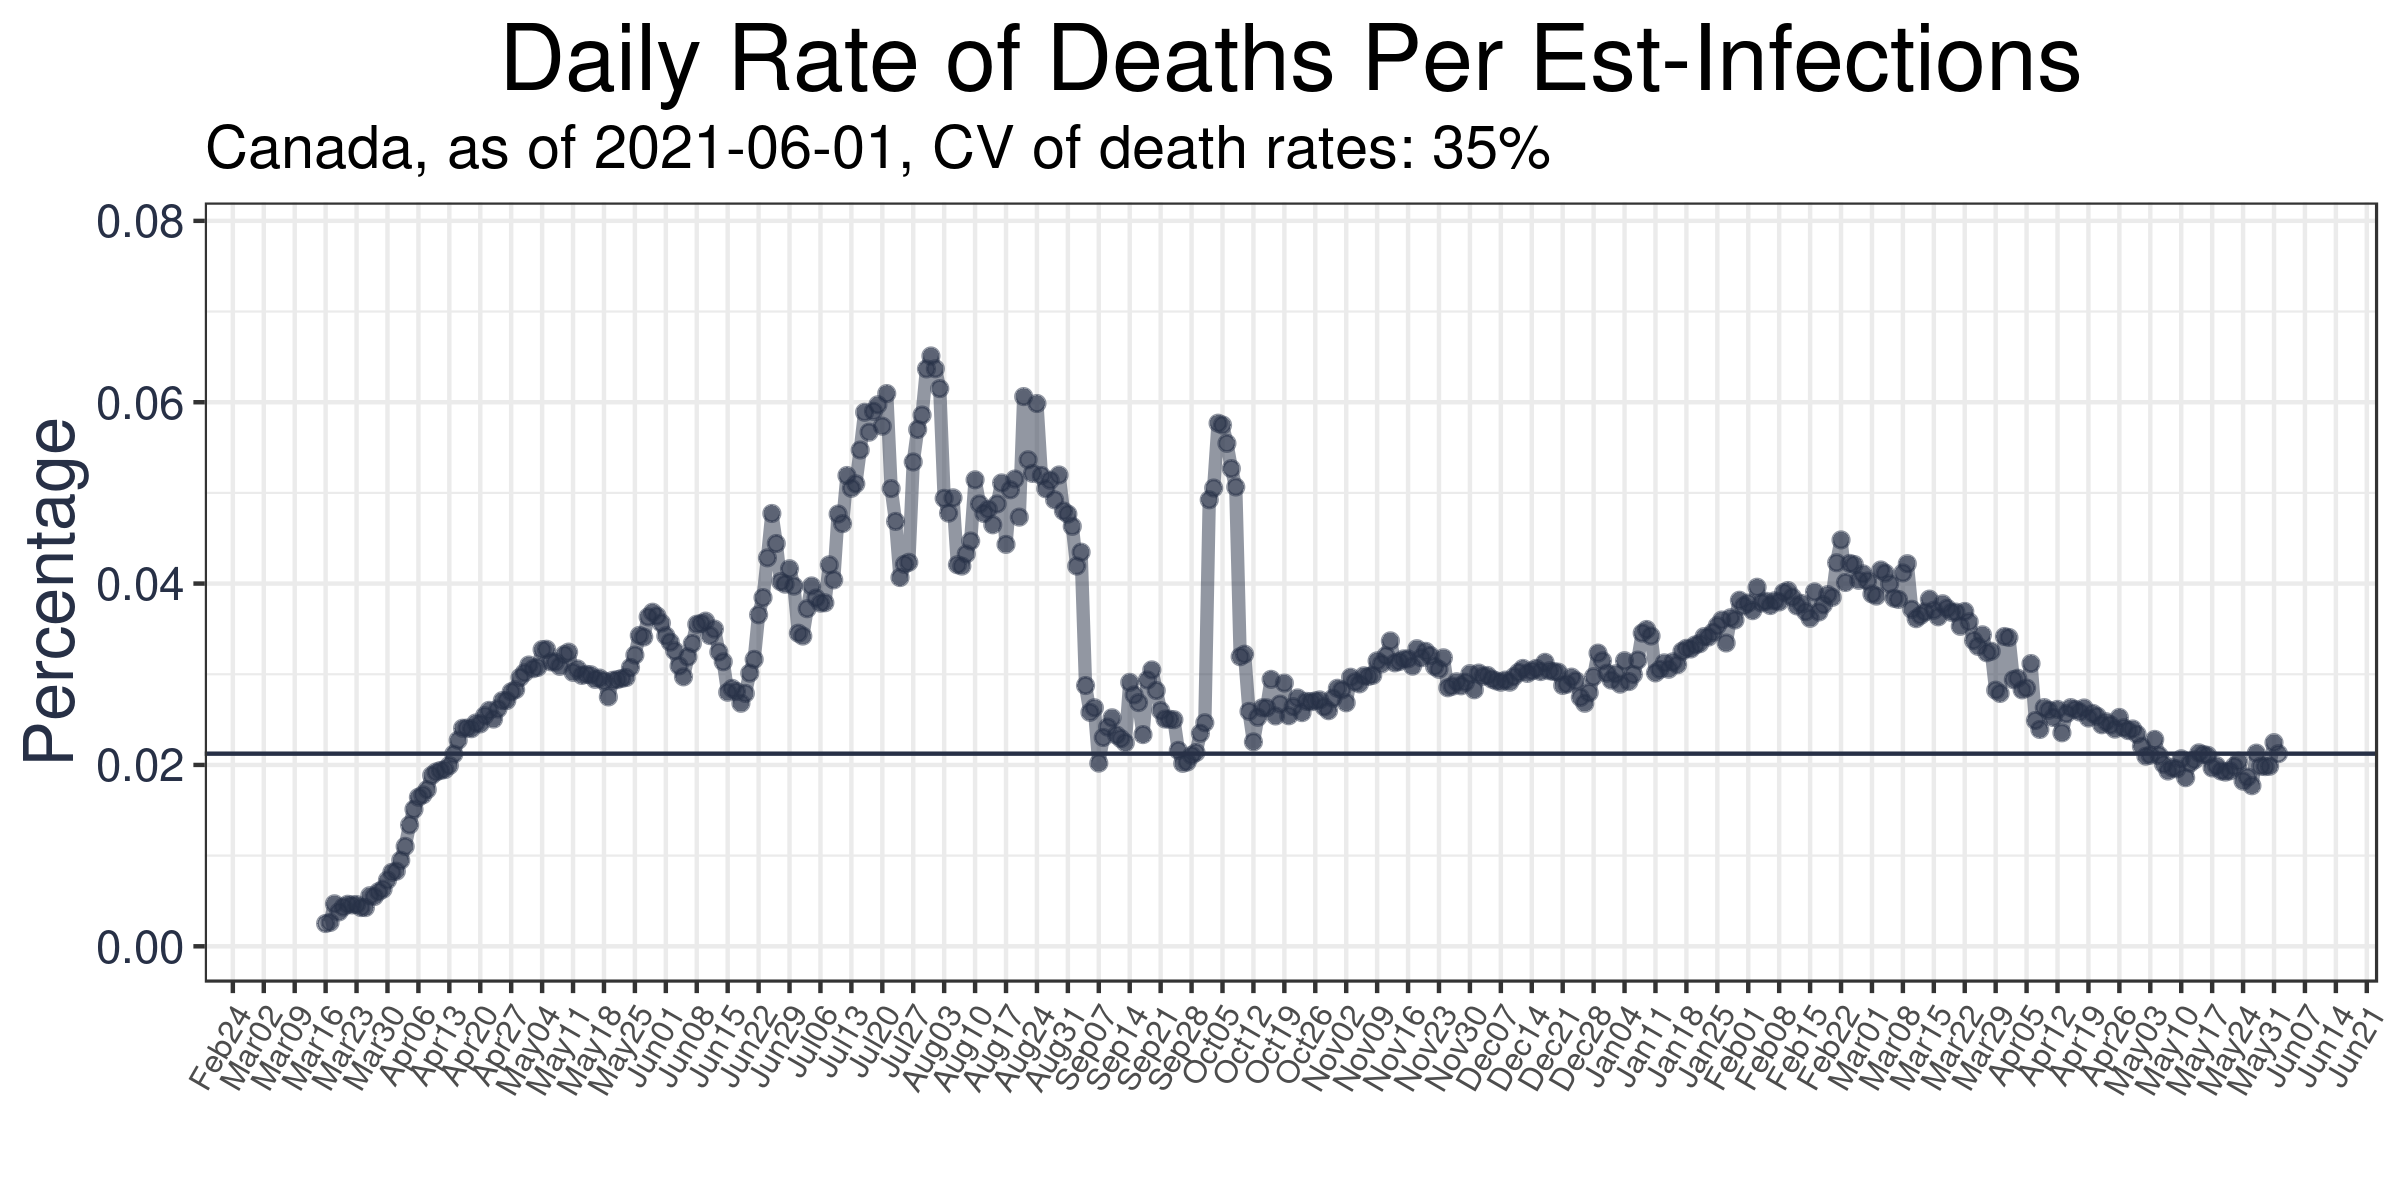 Daily Rate of Deaths Per Est-Infections
Canada, as of 2021-06-01, CV of death rates: 35%
Percentage
0.08
0.06
0.04
0.02
0.00
Feb24
Mar02
Mar09
Mar16
Mar23
Mar30
Apr06
Apr13
Apr20
Apr27
May04
May11
May18
May25
Jun01
Jun08
Jun15
Jun22
Jun29
Jul06
Jul13
Jul20
Jul27
Aug03
Aug10
Aug17
Aug24
Aug31
Sep07
Sep14
Sep21
Sep28
Oct05
Oct12
Oct19
Oct26
Nov02
Nov09
Nov16
Nov23
Nov30
Dec07
Dec14
Dec21
Dec28
Jan04
Jan11
Jan18
Jan25
Feb01
Feb08
Feb15
Feb22
Mar01
Mar08
Mar15
Mar22
Mar29
Apr05
Apr12
Apr19
Apr26
May03
May10
May17
May24
May31
Jun07
Jun14
Jun21